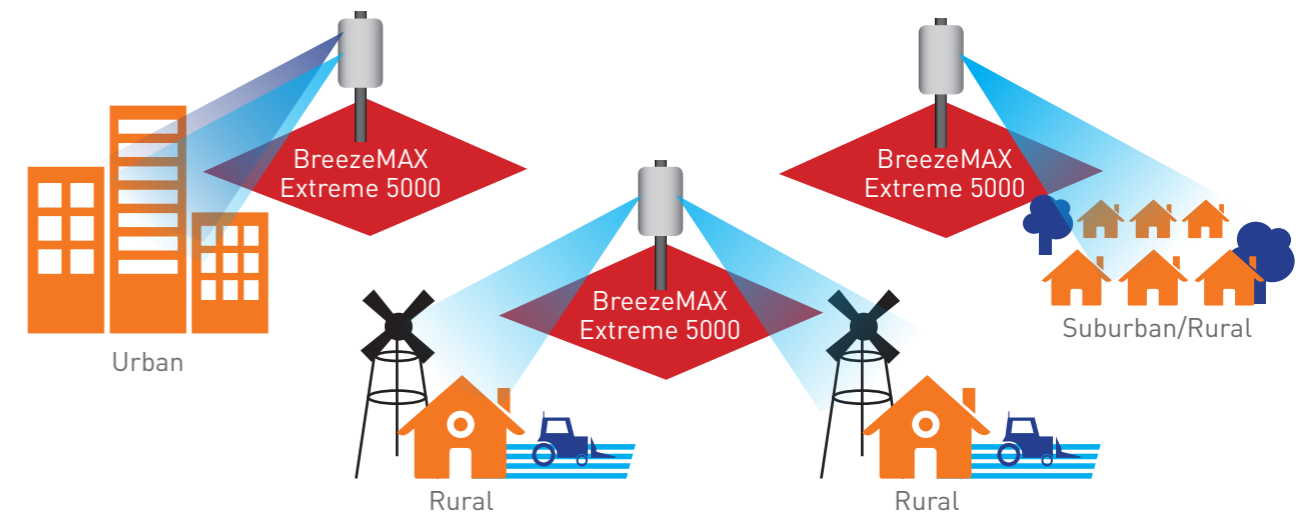 BreezeMAX
Extreme 5000
BreezeMAX
Extreme 5000
BreezeMAX
Extreme 5000
Urban
Suburban/Rural
Rural
Rural